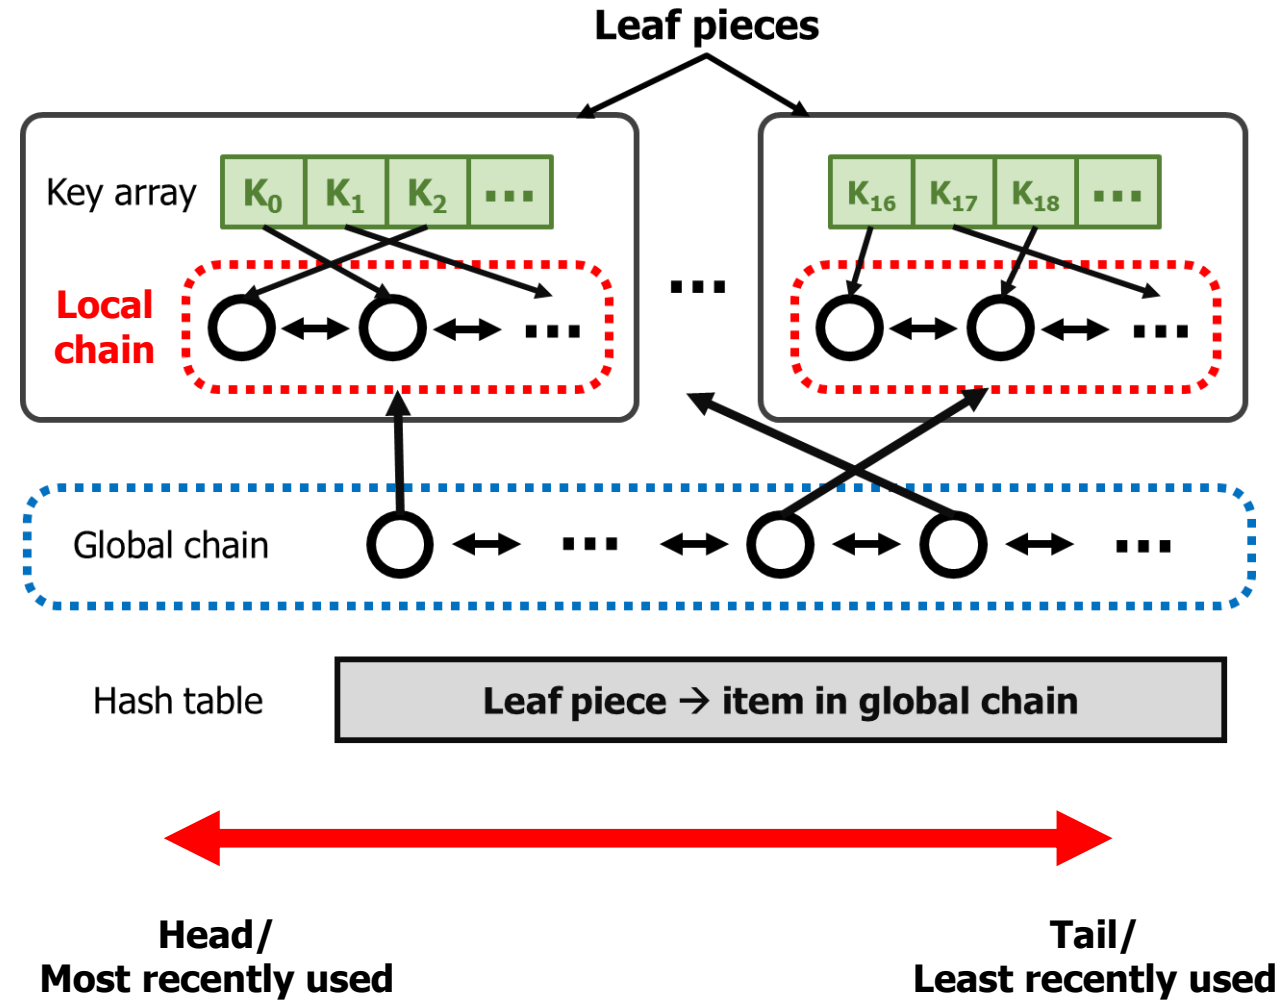 Leaf pieces
Key array
K0 K1 K2 ...
K16 K17 K18 ...
Local
chain
...
...
...
Global chain
... ...
Hash table
Leaf piece → item in global chain
Head/
Most recently used
Tail/
Least recently used